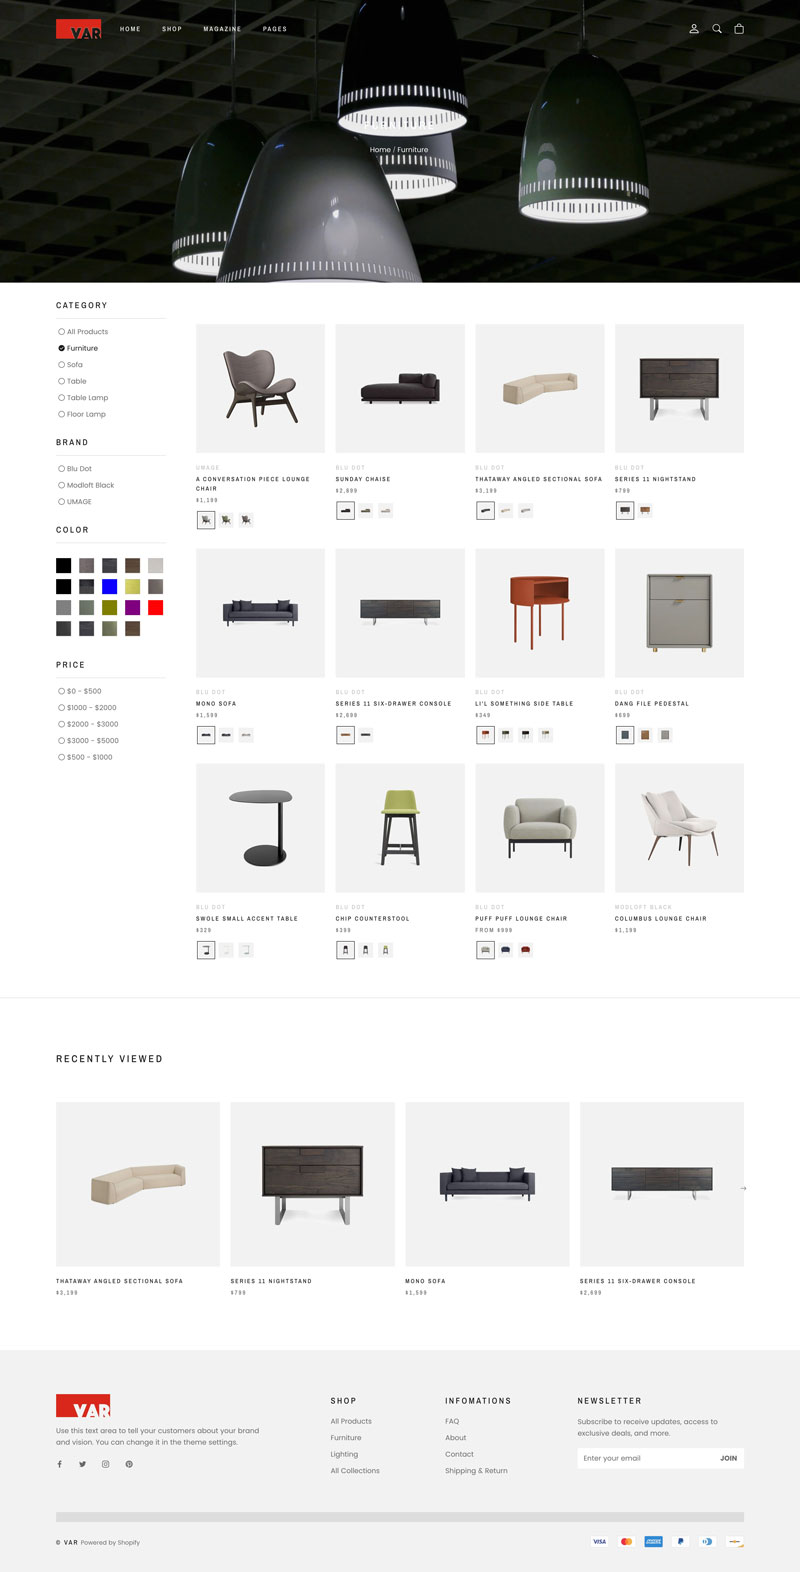 VAR
HOME SHOP MAGAZINE PAGES
Home / Furniture
CATEGORY
All Products
Furniture
Sofa
Table
Table Lamp
Floor Lamp
BRAND
Blu Dot
Modloft Black
UMAGE
COLOR
PRICE
$0 - $500
$1000 - $2000
$2000 - $3000
$3000 - $5000
$500 - $1000
UMAGE
A CONVERSATION PIECE LOUNGE
CHAIR
$1,199
BLU DOT
SUNDAY CHAISE
$2,899
BLU DOT
THATAWAY ANGLED SECTIONAL SOFA
$3,199
BLU DOT
SERIES 11 NIGHTSTAND
$799
BLU DOT
MONO SOFA
$1,599
BLU DOT
SERIES 11 SIX-DRAWER CONSOLE
$2,699
BLU DOT
LI'L SOMETHING SIDE TABLE
$349
BLU DOT
DANG FILE PEDESTAL
$699
BLU DOT
SWOLE SMALL ACCENT TABLE
$329
BLU DOT
CHIP COUNTERSTOOL
$399
BLU DOT
PUFF PUFF LOUNGE CHAIR
FROM $999
MODLOFT BLACK
COLUMBUS LOUNGE CHAIR
$1,199
RECENTLY VIEWED
THATAWAY ANGLED SECTIONAL SOFA
$3,199
SERIES 11 NIGHTSTAND
$799
MONO SOFA
$1,599
SERIES 11 SIX-DRAWER CONSOLE
$2,699
VAR
Use this text area to tell your customers about your brand
and vision. You can change it in the theme settings.
SHOP
All Products
Furniture
Lighting
All Collections
INFOMATIONS
FAQ
About
Contact
Shipping & Return
NEWSLETTER
Subscribe to receive updates, access to
exclusive deals, and more.
Enter your email JOIN
© VAR Powered by Shopify
VISA